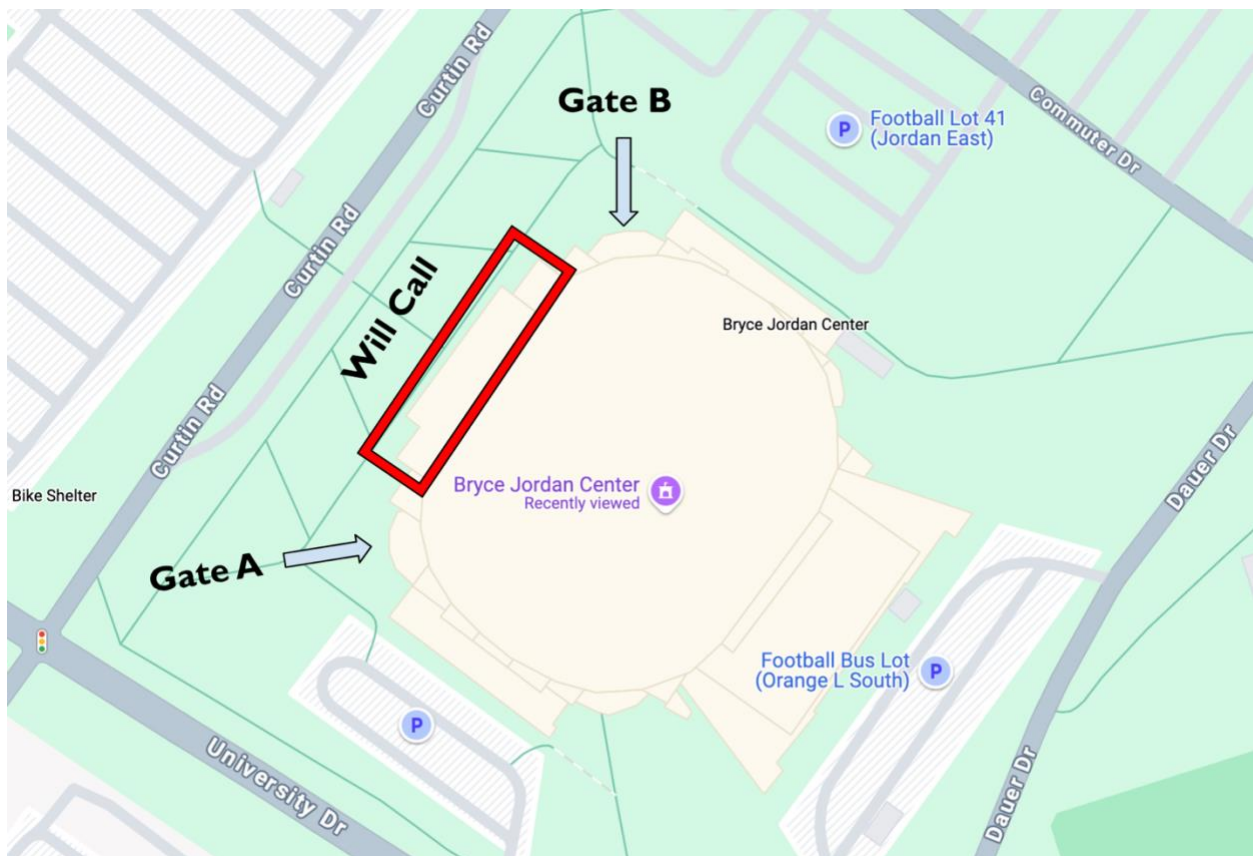 Curtin Rd
Gate B
Football Lot 41
(Jordan East)
Commuter Dr
Curtin Rd
Will Call
Bryce Jordan Center
Curtin Rd
Dauer Dr
Bike Shelter
Bryce Jordan Center
Recently viewed
Gate A
Football Bus Lot
(Orange L South)
P
P
P
University Dr
Dauer Dr